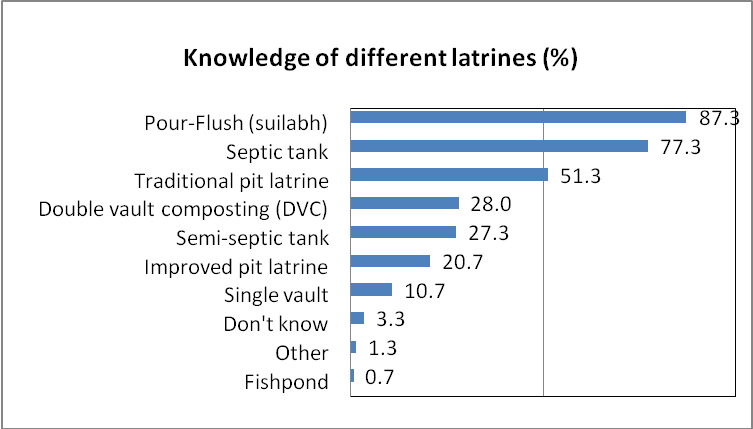 Knowledge of different latrines (%)
Pour-Flush (suilabh) 87.3
Septic tank 77.3
Traditional pit latrine 51.3
Double vault composting (DVC) 28.0
Semi-septic tank 27.3
Improved pit latrine 20.7
Single vault 10.7
Don't know 3.3
Other 1.3
Fishpond 0.7